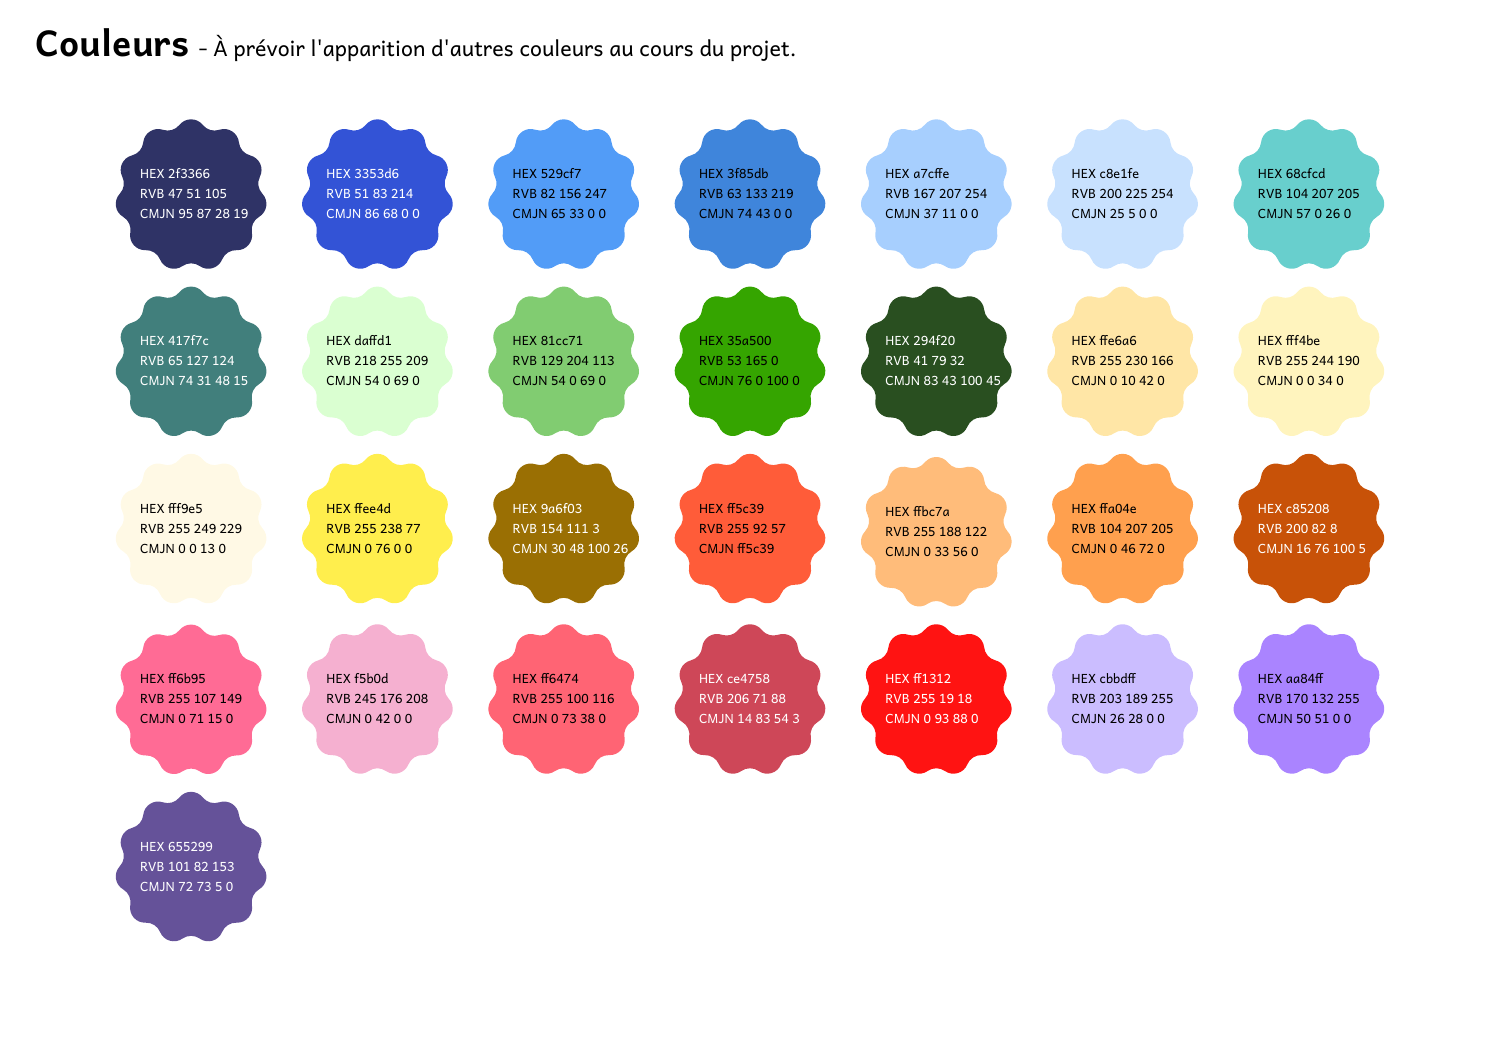 Couleurs - À prévoir l'apparition d'autres couleurs au cours du projet.
HEX 2f3366
RVB 47 51 105
CMJN 95 87 28 19
HEX 3353d6
RVB 51 83 214
CMJN 86 68 0 0
HEX 529cf7
RVB 82 156 247
CMJN 65 33 0 0
HEX 3f85db
RVB 63 133 219
CMJN 74 43 0 0
HEX a7cffe
RVB 167 207 254
CMJN 37 11 0 0
HEX c8e1fe
RVB 200 225 254
CMJN 25 5 0 0
HEX 68cfcd
RVB 104 207 205
CMJN 57 0 26 0
HEX 417f7c
RVB 65 127 124
CMJN 74 31 48 15
HEX daffd1
RVB 218 255 209
CMJN 54 0 69 0
HEX 81cc71
RVB 129 204 113
CMJN 54 0 69 0
HEX 35a500
RVB 53 165 0
CMJN 76 0 100 0
HEX 294f20
RVB 41 79 32
CMJN 83 43 100 45
HEX ffe6a6
RVB 255 230 166
CMJN 0 10 42 0
HEX fff4be
RVB 255 244 190
CMJN 0 0 34 0
HEX fff9e5
RVB 255 249 229
CMJN 0 0 13 0
HEX ffee4d
RVB 255 238 77
CMJN 0 76 0 0
HEX 9a6f03
RVB 154 111 3
CMJN 30 48 100 26
HEX ff5c39
RVB 255 92 57
CMJN ff5c39
HEX ffbc7a
RVB 255 188 122
CMJN 0 33 56 0
HEX ffa04e
RVB 104 207 205
CMJN 0 46 72 0
HEX c85208
RVB 200 82 8
CMJN 16 76 100 5
HEX ff6b95
RVB 255 107 149
CMJN 0 71 15 0
HEX f5b0d
RVB 245 176 208
CMJN 0 42 0 0
HEX ff6474
RVB 255 100 116
CMJN 0 73 38 0
HEX ce4758
RVB 206 71 88
CMJN 14 83 54 3
HEX ff1312
RVB 255 19 18
CMJN 0 93 88 0
HEX cbbdff
RVB 203 189 255
CMJN 26 28 0 0
HEX aa84ff
RVB 170 132 255
CMJN 50 51 0 0
HEX 655299
RVB 101 82 153
CMJN 72 73 5 0